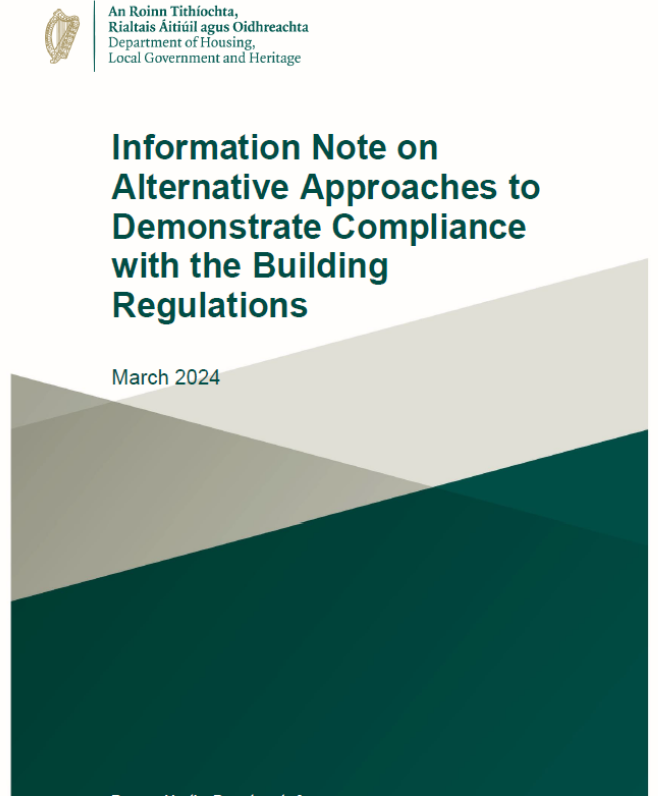 An Roinn Tithíochta,
Rialtais Áitiúil agus Oidhreachta
Department of Housing,
Local Government and Heritage
Information Note on
Alternative Approaches to
Demonstrate Compliance
with the Building
Regulations
March 2024